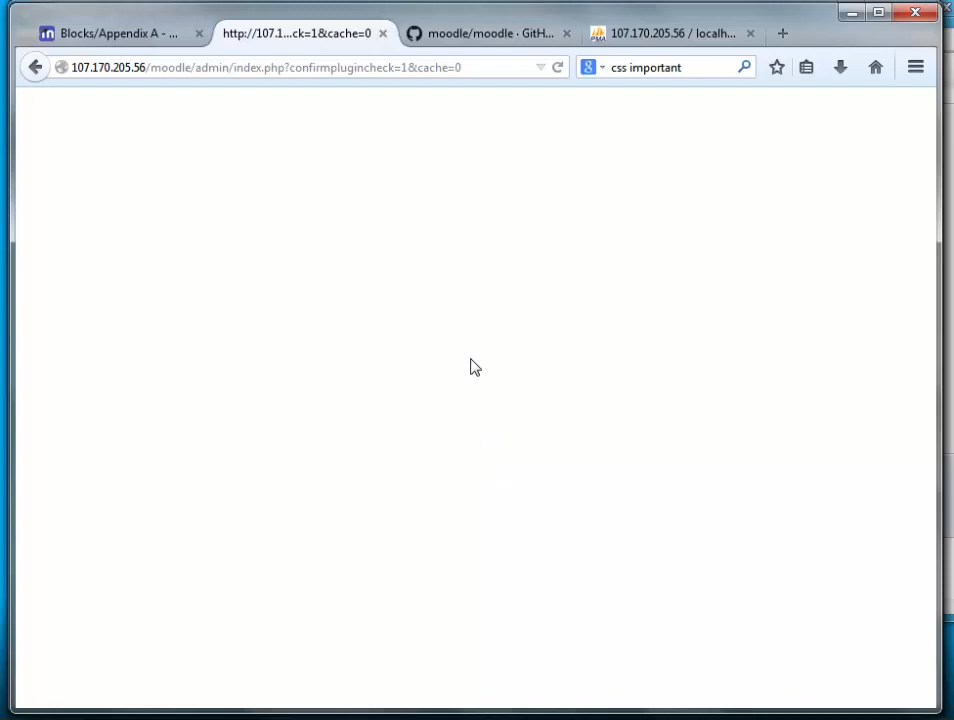 Blocks/Appendix A - ...
http://107.1...ck=1&cache=0
moodle/moodle · GitH...
107.170.205.56 / localh...
107.170.205.56/moodle/admin/index.php?confirmplugincheck=1&cache=0
css important